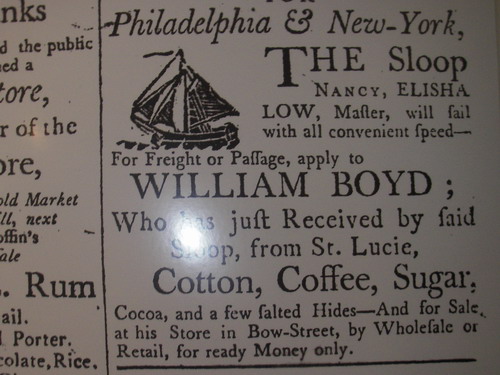 nks
d the public
ned a
tore,
r of the
ore,
old Market
ill, next
offin's
ale
. Rum
ail.
Porter.
colate, Rice,
Philadelphia & New-York,
THE Sloop
NANCY, ELISHA
LOW, Maſter, will ſail
with all convenient ſpeed—
For Freight or Paſſage, apply to
WILLIAM BOYD ;
Who has juſt Received by ſaid
Sloop, from St. Lucie,
Cotton, Coffee, Sugar,
Cocoa, and a few ſalted Hides—And for Sale,
at his Store in Bow-Street, by Wholeſale or
Retail, for ready Money only.